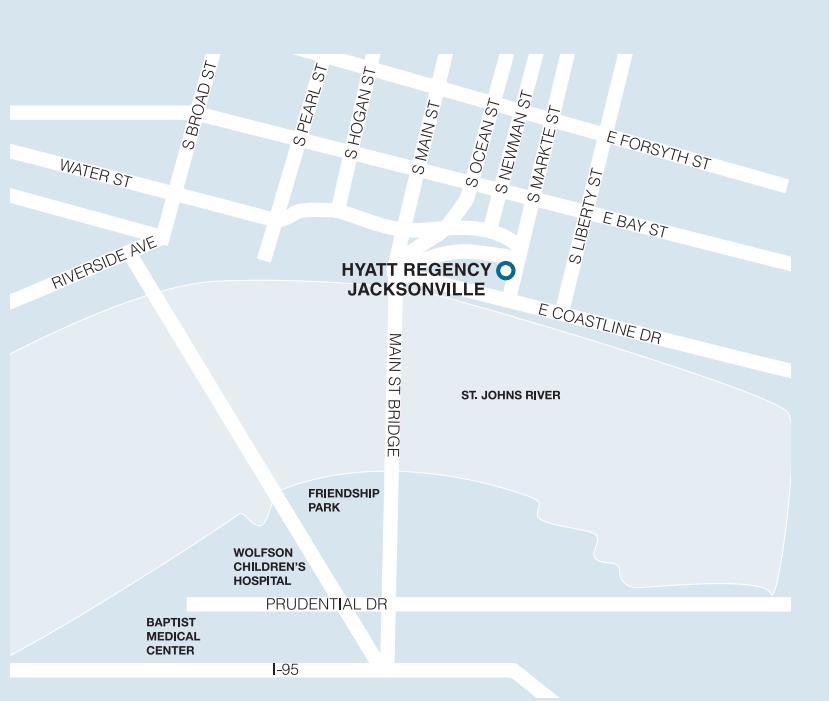 S BROAD ST
S PEARL ST
S HOGAN ST
S MAIN ST
S OCEAN ST
S NEWMAN ST
S MARKTE ST
S LIBERTY ST
E FORSYTH ST
WATER ST
E BAY ST
RIVERSIDE AVE
HYATT REGENCY
JACKSONVILLE
E COASTLINE DR
MAIN ST BRIDGE
ST. JOHNS RIVER
FRIENDSHIP
PARK
WOLFSON
CHILDREN'S
HOSPITAL
PRUDENTIAL DR
BAPTIST
MEDICAL
CENTER
I-95